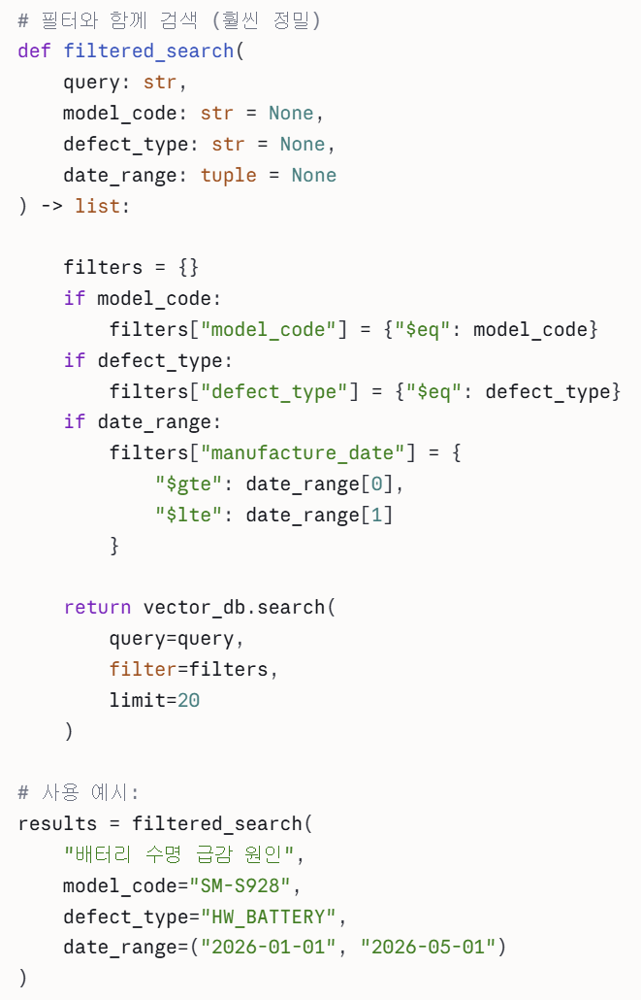 # 필터와 함께 검색 (훨씬 정밀)
def filtered_search(
    query: str,
    model_code: str = None,
    defect_type: str = None,
    date_range: tuple = None
) -> list:

    filters = {}
    if model_code:
        filters["model_code"] = {"$eq": model_code}
    if defect_type:
        filters["defect_type"] = {"$eq": defect_type}
    if date_range:
        filters["manufacture_date"] = {
            "$gte": date_range[0],
            "$lte": date_range[1]
        }

    return vector_db.search(
        query=query,
        filter=filters,
        limit=20
    )

# 사용 예시:
results = filtered_search(
    "배터리 수명 급감 원인",
    model_code="SM-S928",
    defect_type="HW_BATTERY",
    date_range=("2026-01-01", "2026-05-01")
)